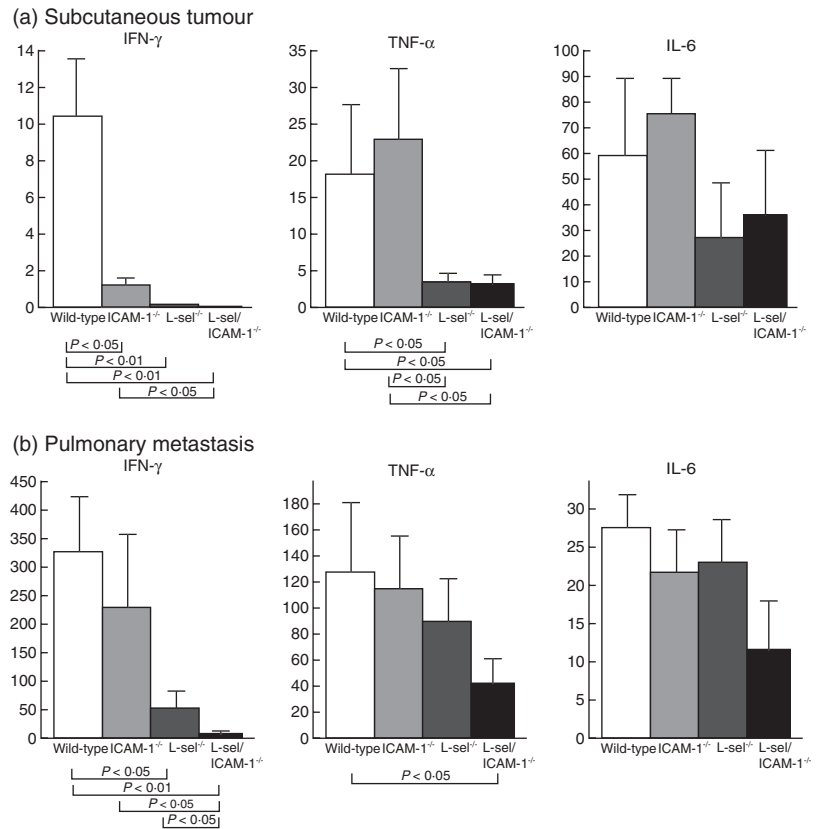 (a) Subcutaneous tumour
IFN-γ
14
12
10
8
6
4
2
0
Wild-type ICAM-1-/- L-sel-/- L-sel/
ICAM-1-/-
P < 0·05
P < 0·01
P < 0·01
P < 0·05
TNF-α
35
30
25
20
15
10
5
0
Wild-type ICAM-1-/- L-sel-/- L-sel/
ICAM-1-/-
P < 0·05
P < 0·05
P < 0·05
P < 0·05
IL-6
100
90
80
70
60
50
40
30
20
10
0
Wild-type ICAM-1-/- L-sel-/- L-sel/
ICAM-1-/-
(b) Pulmonary metastasis
IFN-γ
450
400
350
300
250
200
150
100
50
0
Wild-type ICAM-1-/- L-sel-/- L-sel/
ICAM-1-/-
P < 0·05
P < 0·01
P < 0·05
P < 0·05
TNF-α
180
160
140
120
100
80
60
40
20
0
Wild-type ICAM-1-/- L-sel-/- L-sel/
ICAM-1-/-
P < 0·05
IL-6
30
25
20
15
10
5
0
Wild-type ICAM-1-/- L-sel-/- L-sel/
ICAM-1-/-